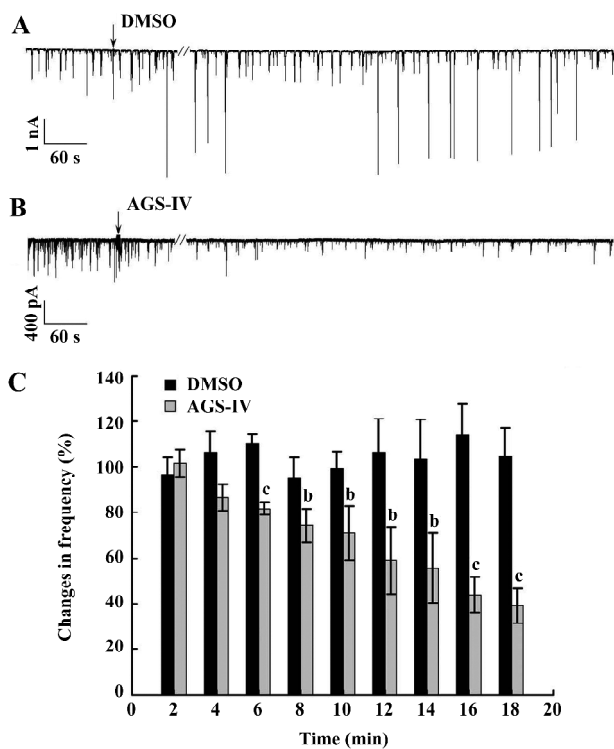 A
DMSO
1 nA
60 s
B
AGS-IV
400 pA
60 s
C
DMSO
AGS-IV
Changes in frequency (%)
140
120
100
80
60
40
20
0
c
b
b
b
b
c
c
0 2 4 6 8 10 12 14 16 18 20
Time (min)